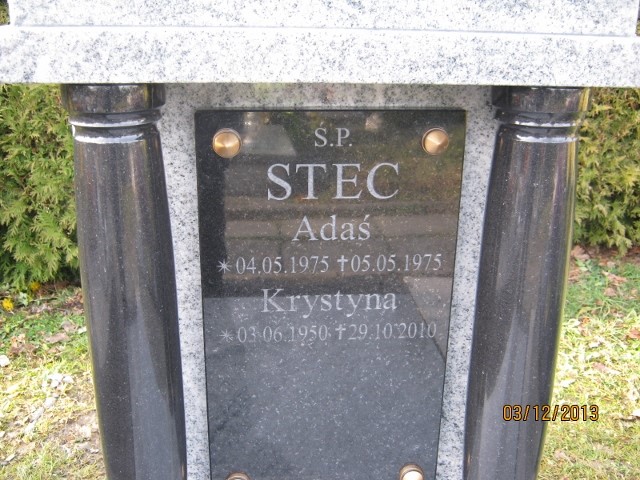 Ś.P.
STEC
Adaś
*04.05.1975 †05.05.1975
Krystyna
*03.06.1950 †29.10.2010
03/12/2013